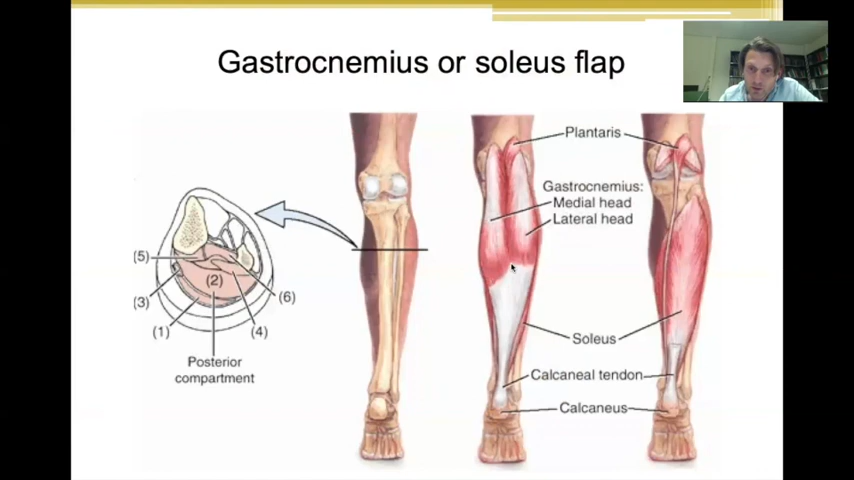 Gastrocnemius or soleus flap
Plantaris
Gastrocnemius:
Medial head
Lateral head
(5)
(2)
(3)
(6)
(1)
(4)
Soleus
Posterior
compartment
Calcaneal tendon
Calcaneus